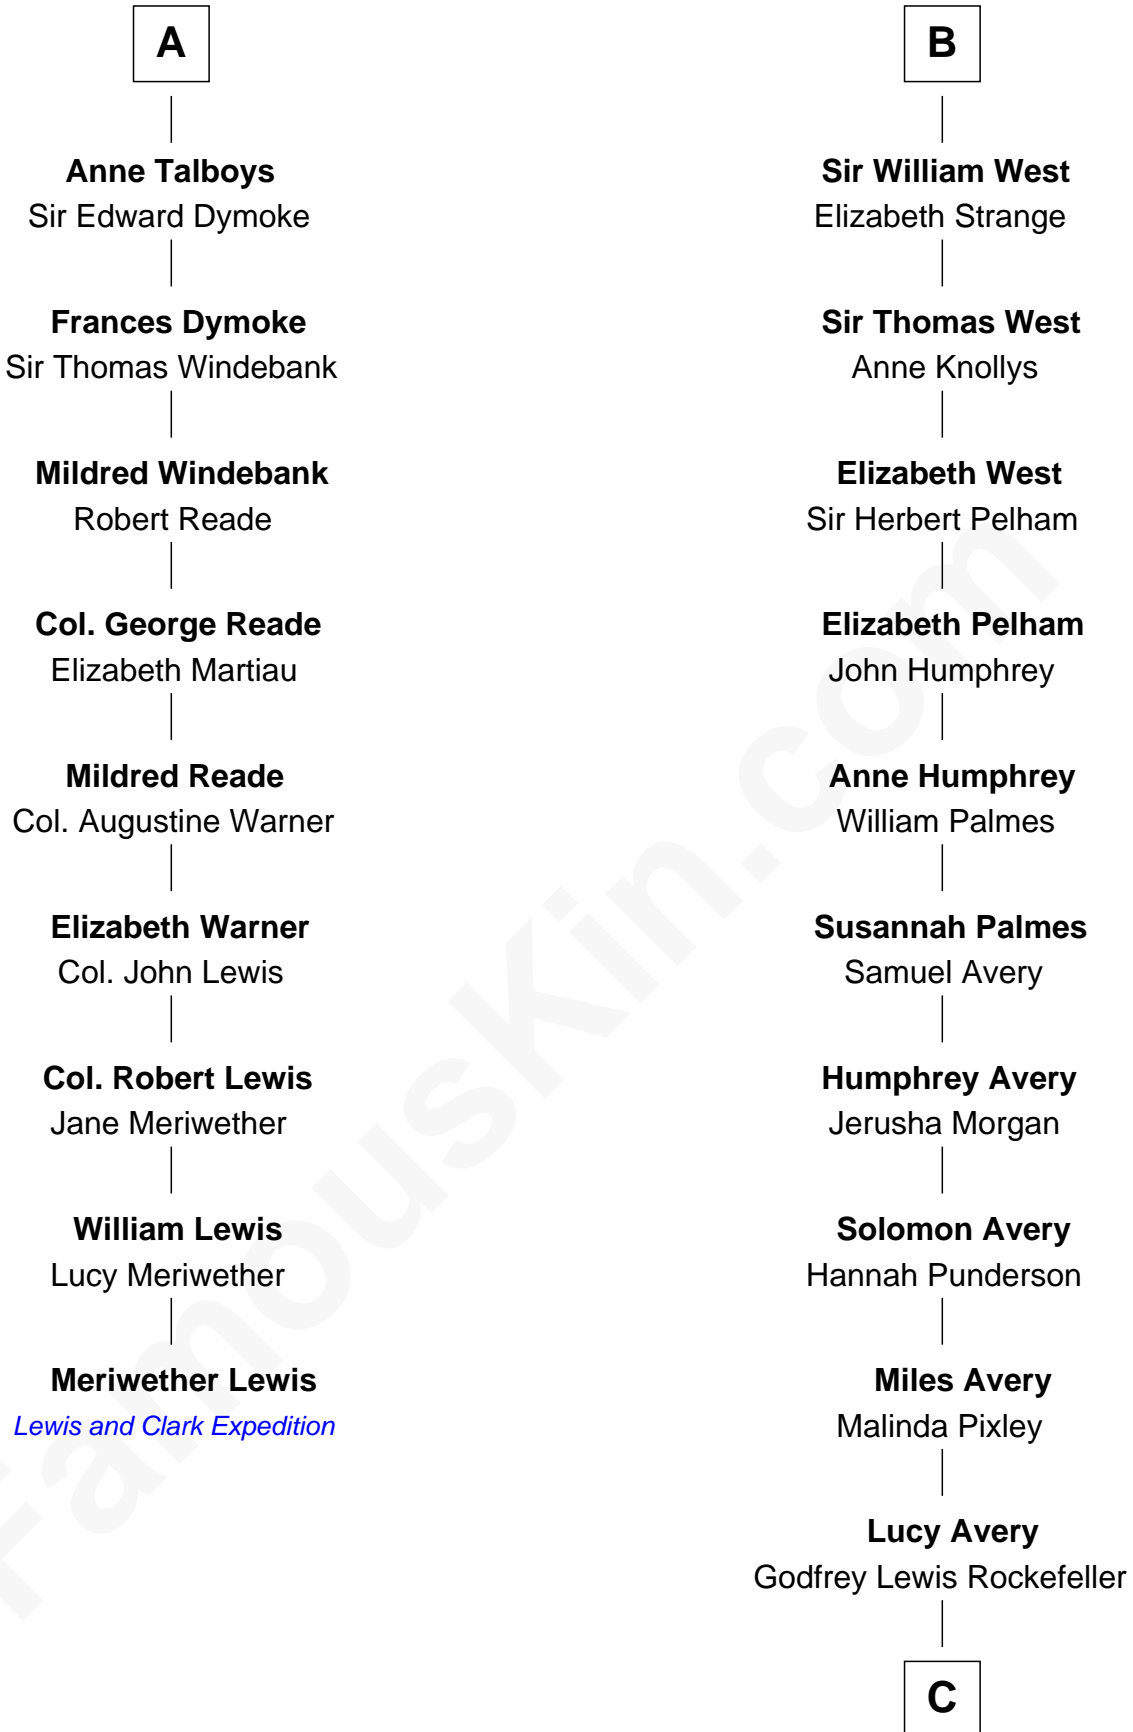 A
Anne Talboys
Sir Edward Dymoke
Frances Dymoke
Sir Thomas Windebank
Mildred Windebank
Robert Reade
Col. George Reade
Elizabeth Martiau
Mildred Reade
Col. Augustine Warner
Elizabeth Warner
Col. John Lewis
Col. Robert Lewis
Jane Meriwether
William Lewis
Lucy Meriwether
Meriwether Lewis
Lewis and Clark Expedition
B
Sir William West
Elizabeth Strange
Sir Thomas West
Anne Knollys
Elizabeth West
Sir Herbert Pelham
Elizabeth Pelham
John Humphrey
Anne Humphrey
William Palmes
Susannah Palmes
Samuel Avery
Humphrey Avery
Jerusha Morgan
Solomon Avery
Hannah Punderson
Miles Avery
Malinda Pixley
Lucy Avery
Godfrey Lewis Rockefeller
C
FamousKin.com